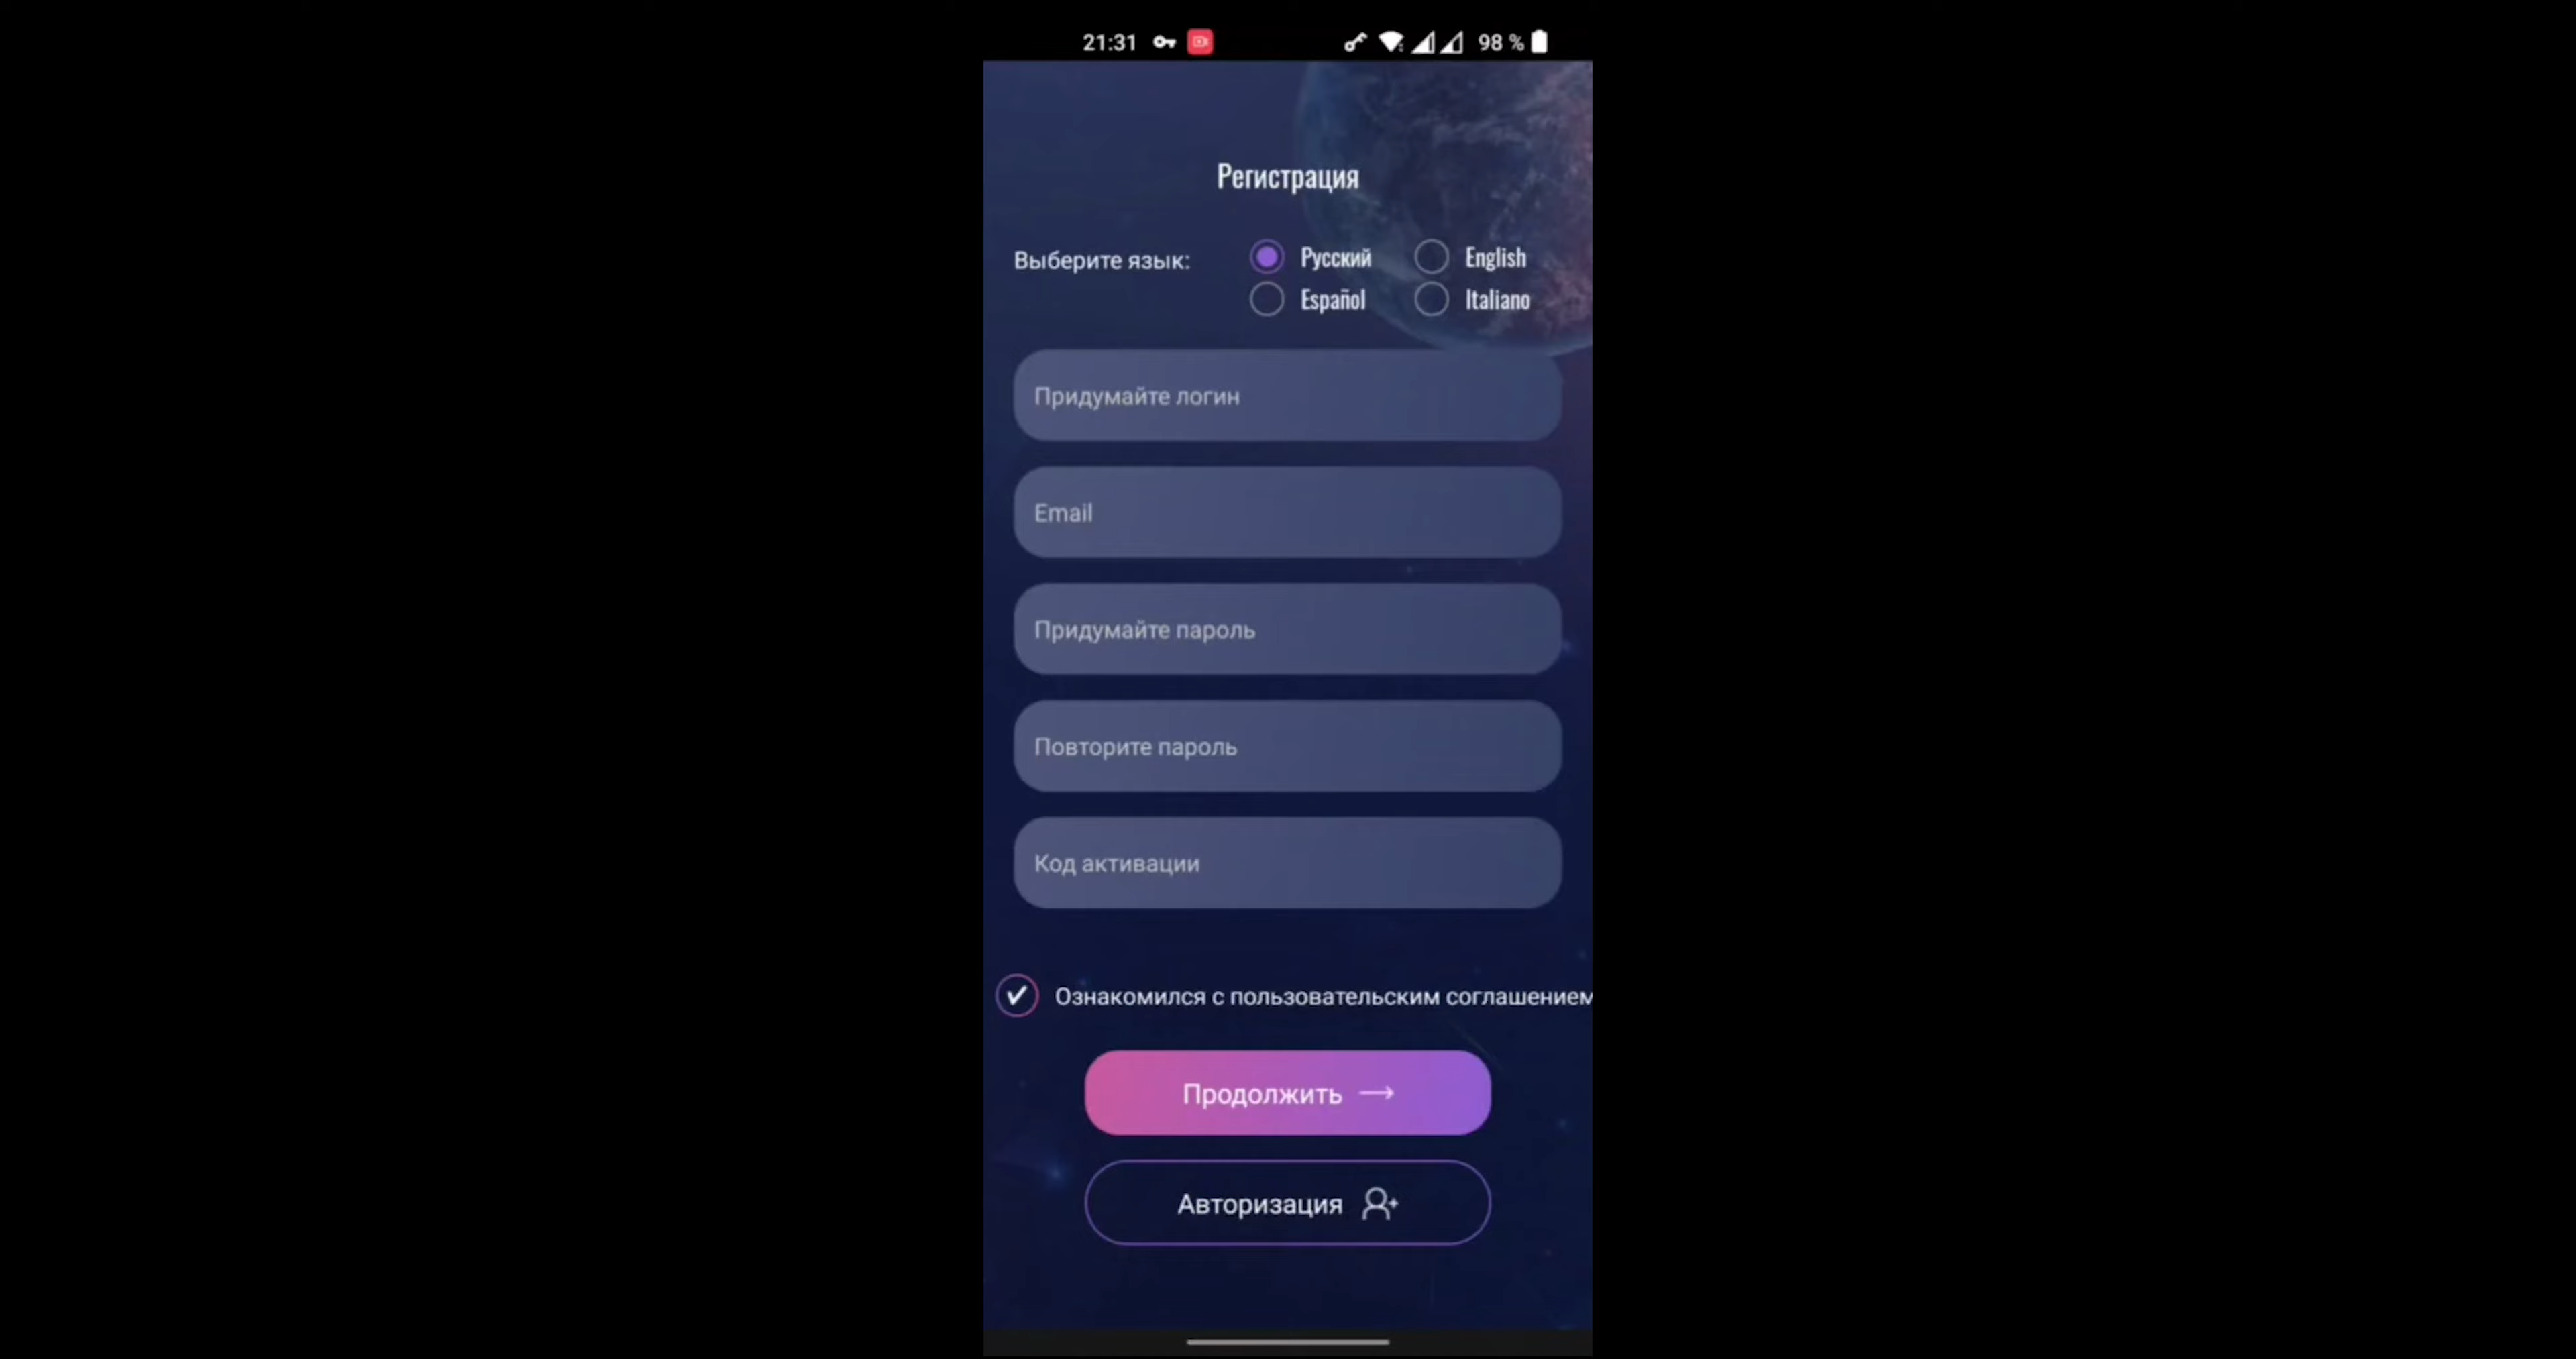 21:31 98 %
Регистрация
Выберите язык:
Русский English
Español Italiano
Придумайте логин
Email
Придумайте пароль
Повторите пароль
Код активации
Ознакомился с пользовательским соглашением
Продолжить
Авторизация